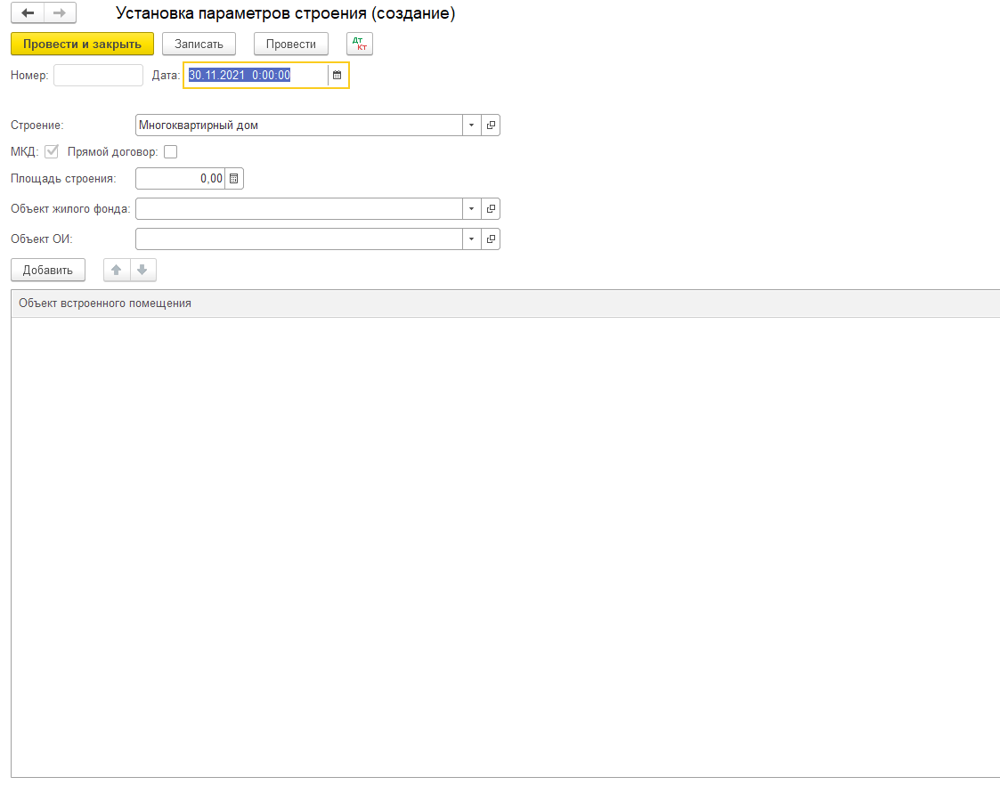 Установка параметров строения (создание)
Провести и закрыть Записать Провести Дт Кт
Номер: Дата: 30.11.2021 0:00:00
Строение: Многоквартирный дом
МКД: Прямой договор:
Площадь строения: 0,00
Объект жилого фонда:
Объект ОИ:
Добавить
Объект встроенного помещения